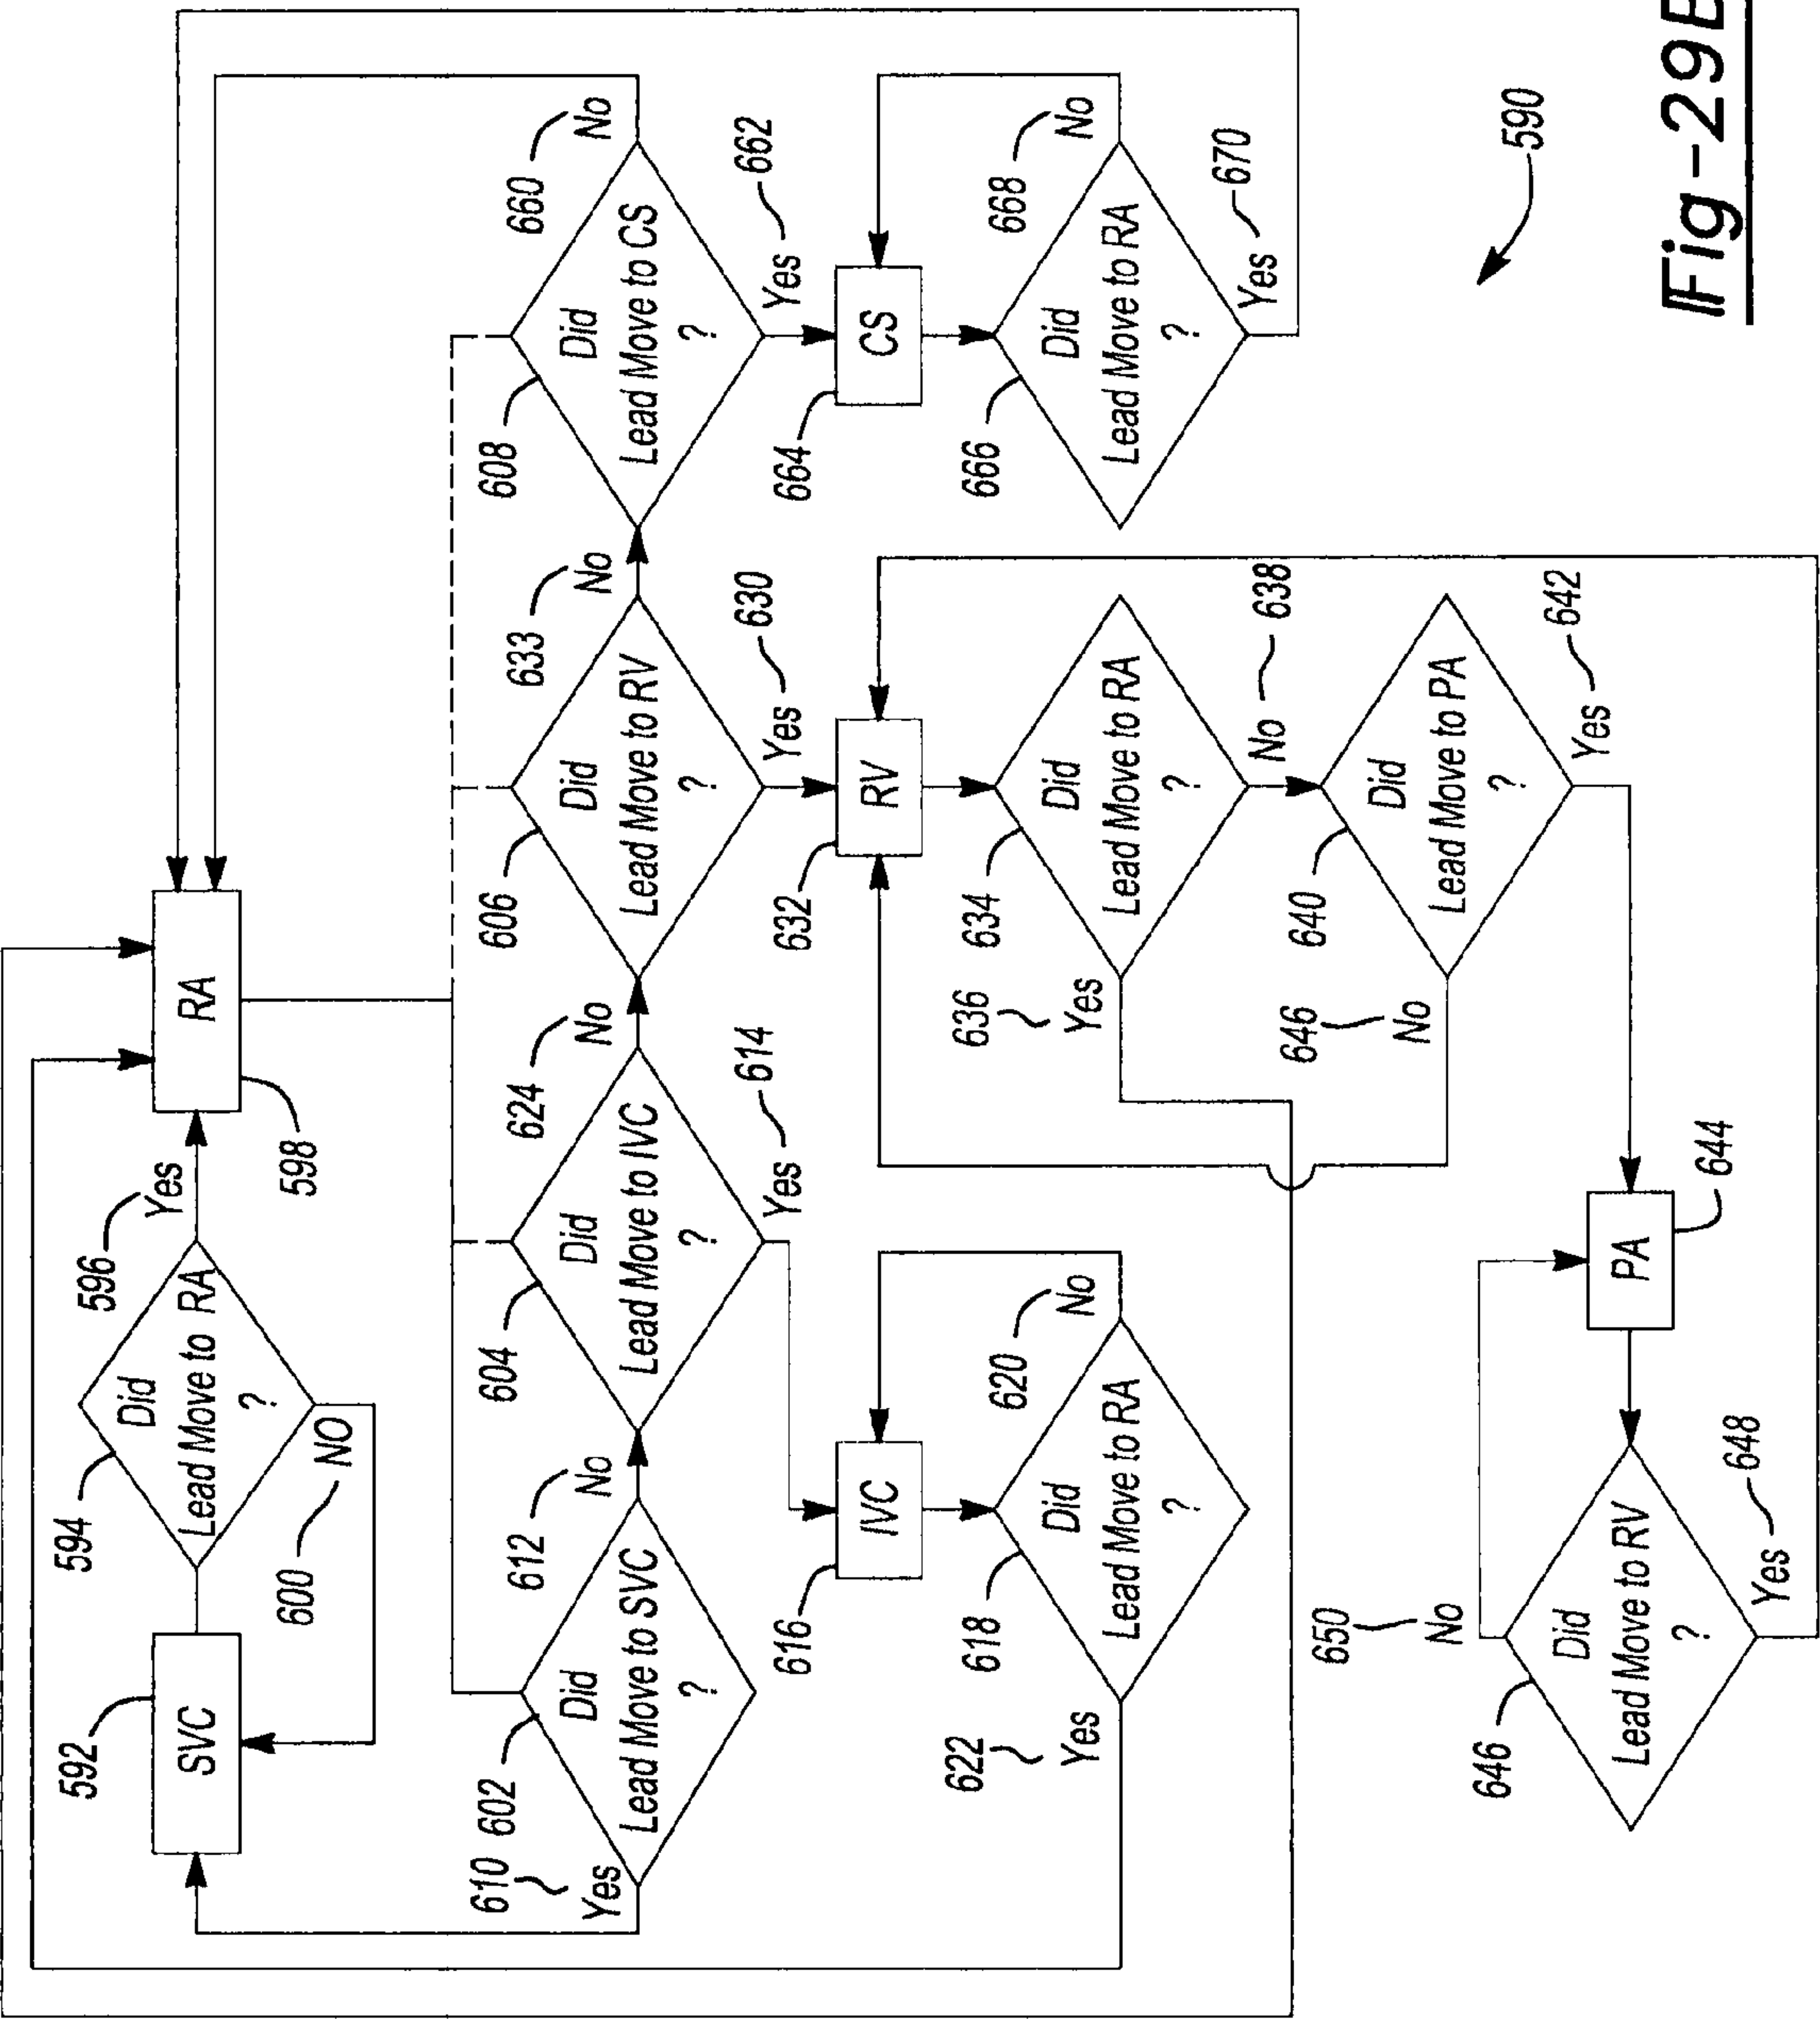 592
SVC
594
Did
Lead Move to RA
?
596
Yes
600
NO
RA
598
610
Yes
602
Did
Lead Move to SVC
?
612
No
604
Did
Lead Move to IVC
?
624
No
606
Did
Lead Move to RV
?
633
No
608
Did
Lead Move to CS
?
660
No
Yes
614
Yes
630
Yes
662
616
IVC
632
RV
664
CS
622
Yes
618
Did
Lead Move to RA
?
620
No
636
Yes
634
Did
Lead Move to RA
?
No
638
666
Did
Lead Move to RA
?
668
No
Yes
670
646
No
640
Did
Lead Move to PA
?
Yes
642
650
No
646
Did
Lead Move to RV
?
Yes
648
PA
644
590
Fig-29B